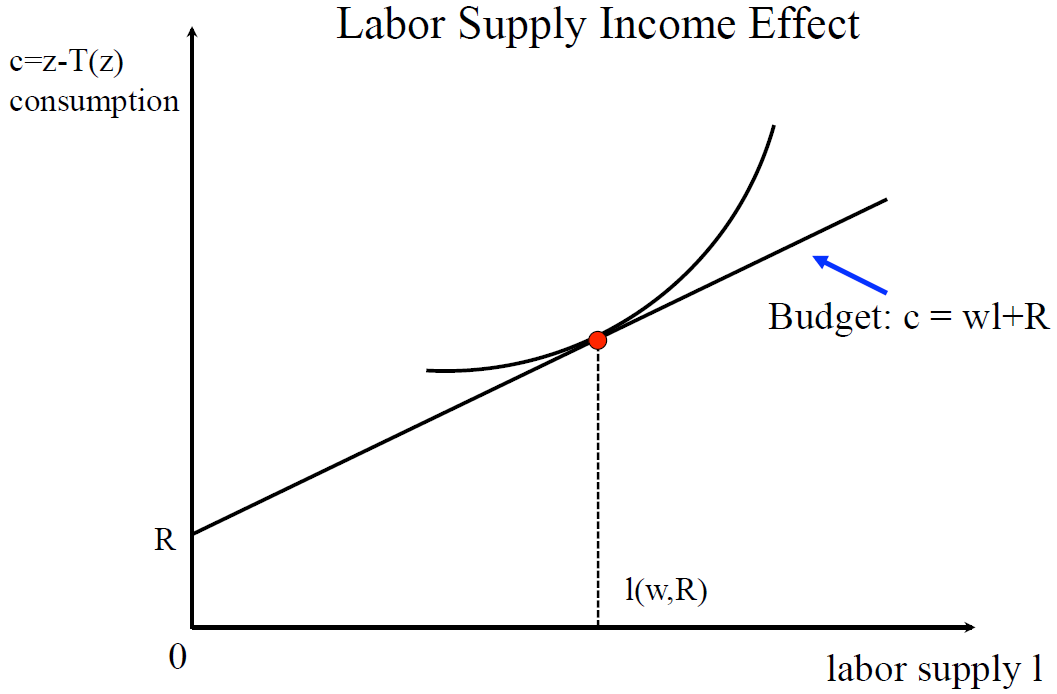 Labor Supply Income Effect
c=z-T(z)
consumption
Budget: c = wl+R
R
l(w,R)
0
labor supply l